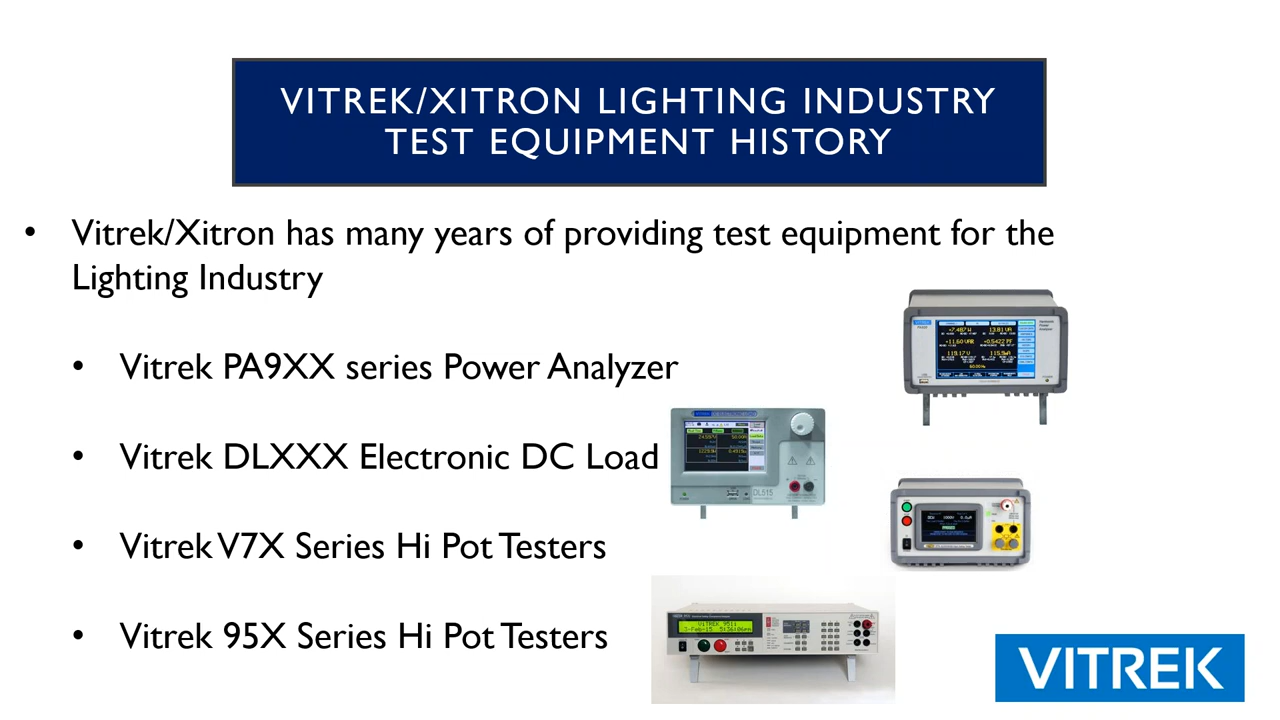 VITREK/XITRON LIGHTING INDUSTRY
TEST EQUIPMENT HISTORY
• Vitrek/Xitron has many years of providing test equipment for the
Lighting Industry
• Vitrek PA9XX series Power Analyzer
• Vitrek DLXXX Electronic DC Load
• Vitrek V7X Series Hi Pot Testers
• Vitrek 95X Series Hi Pot Testers
VITREK
DL515
VITREK